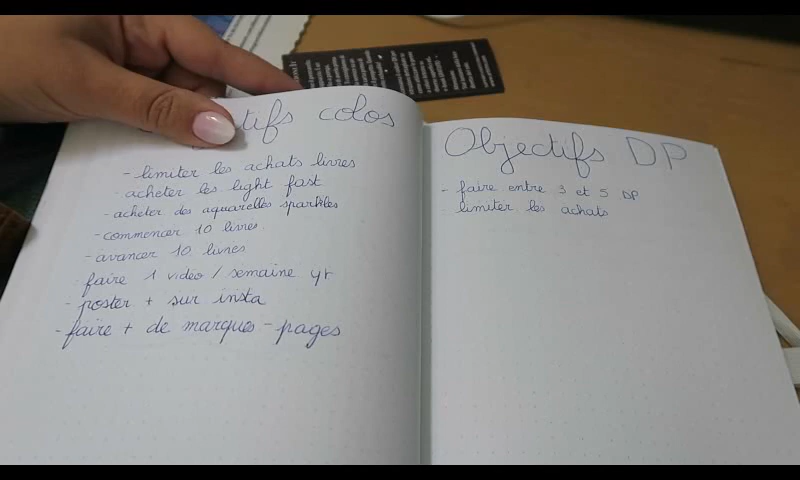 tifs colos
- limiter les achats livres
- acheter les light fast
- acheter des aquarelles sparkles
- commencer 10 livres
- avancer 10 livres
- faire 1 video / semaine yt
- poster + sur insta
- faire + de marques-pages
Objectifs DP
- faire entre 3 et 5 DP
- limiter les achats